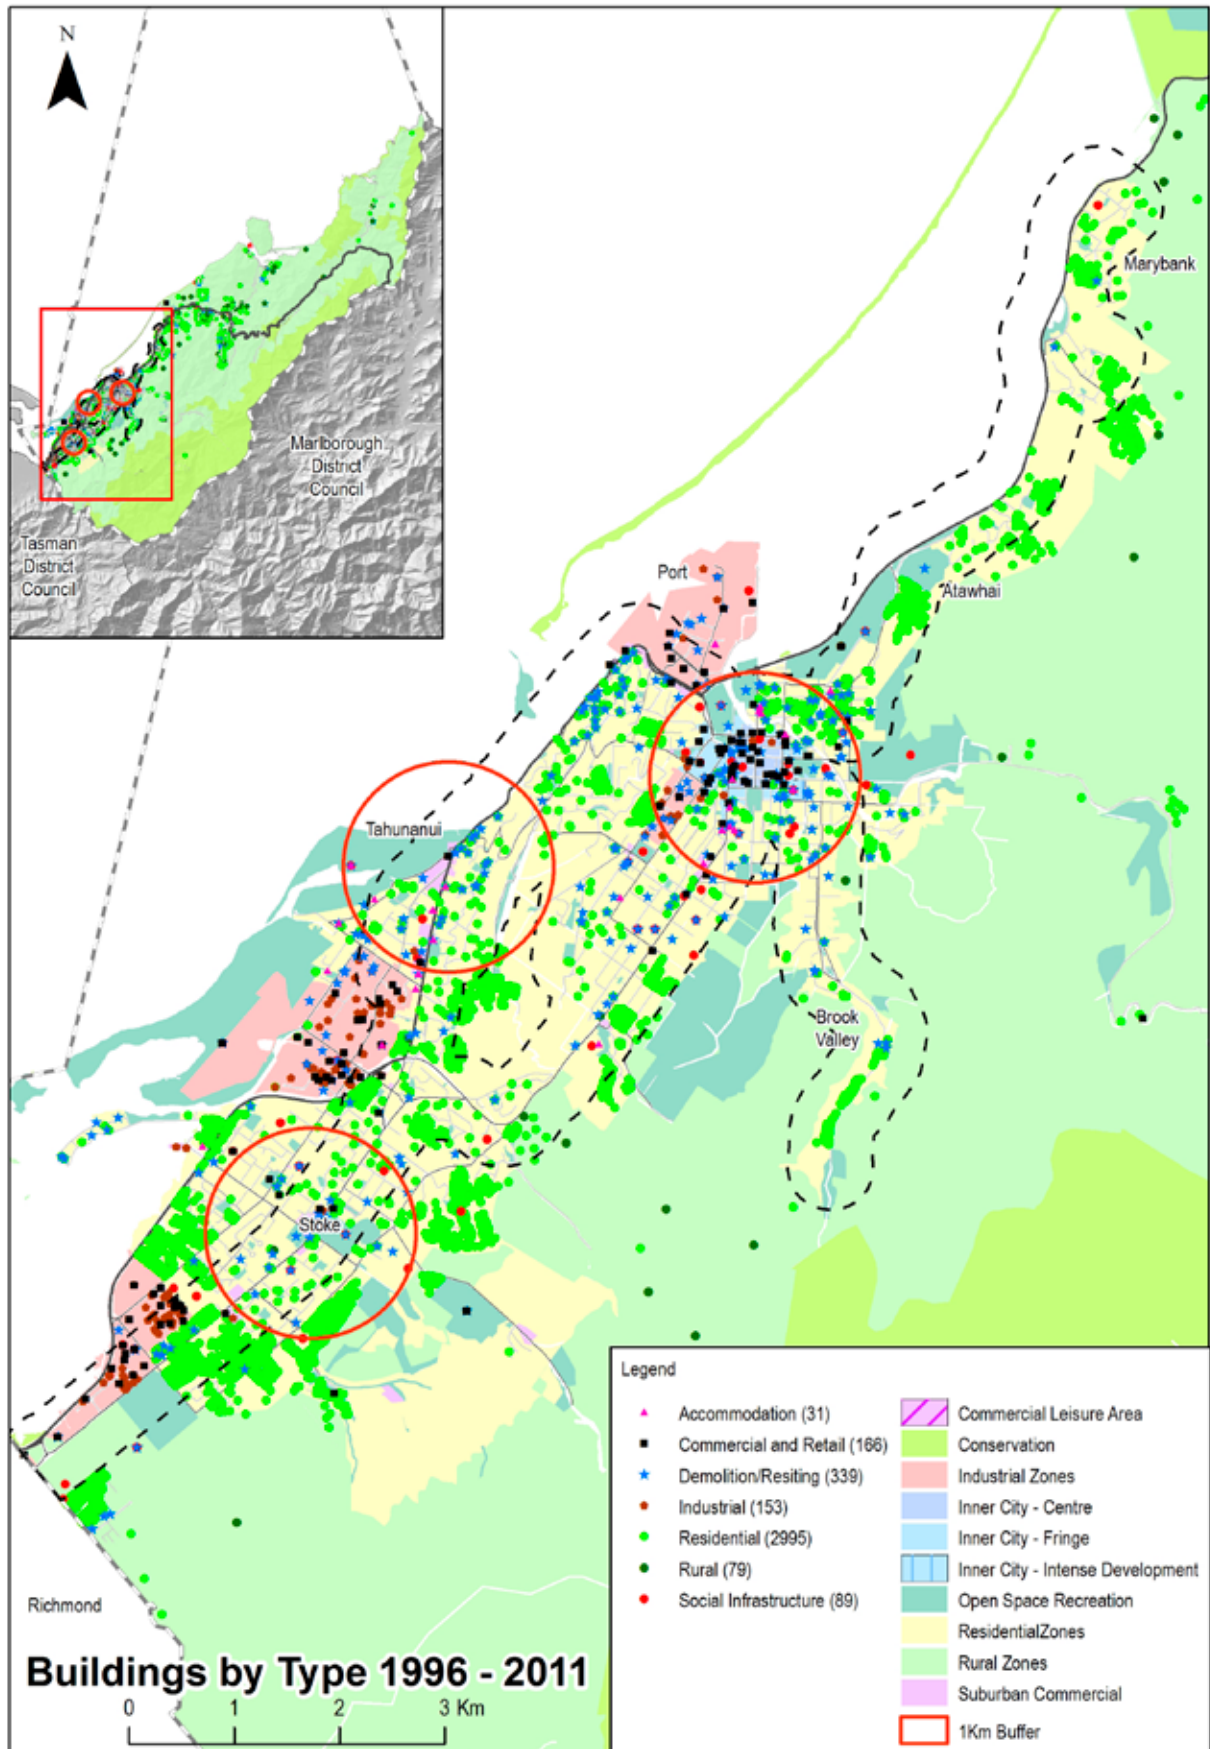 N
Marlborough
District
Council
Tasman
District
Council
Marybank
Port
Atawhai
Tahunanui
Brook
Valley
Stoke
Richmond
Buildings by Type 1996 - 2011
0 1 2 3 Km
Legend
Accommodation (31)
Commercial and Retail (166)
Demolition/Resiting (339)
Industrial (153)
Residential (2995)
Rural (79)
Social Infrastructure (89)
Commercial Leisure Area
Conservation
Industrial Zones
Inner City - Centre
Inner City - Fringe
Inner City - Intense Development
Open Space Recreation
ResidentialZones
Rural Zones
Suburban Commercial
1Km Buffer